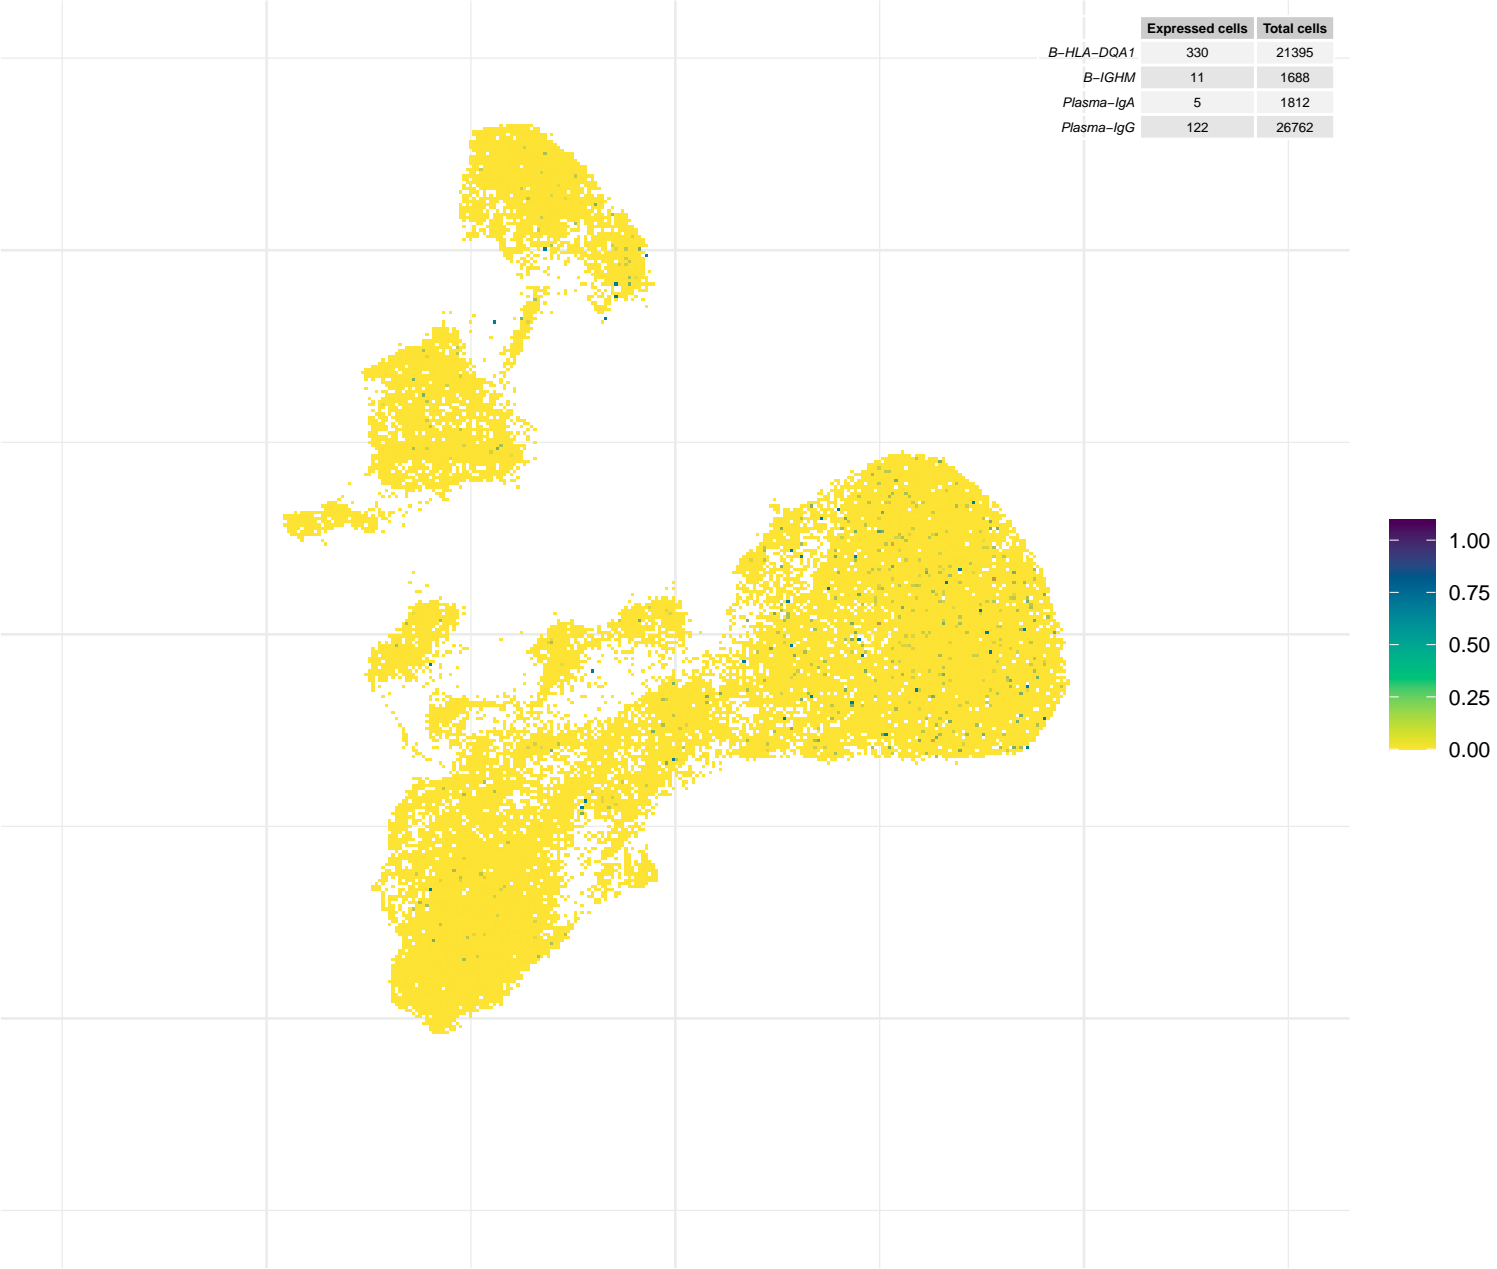 Expressed cells Total cells
B−HLA−DQA1 330 21395
B−IGHM 11 1688
Plasma−IgA 5 1812
Plasma−IgG 122 26762
1.00
0.75
0.50
0.25
0.00